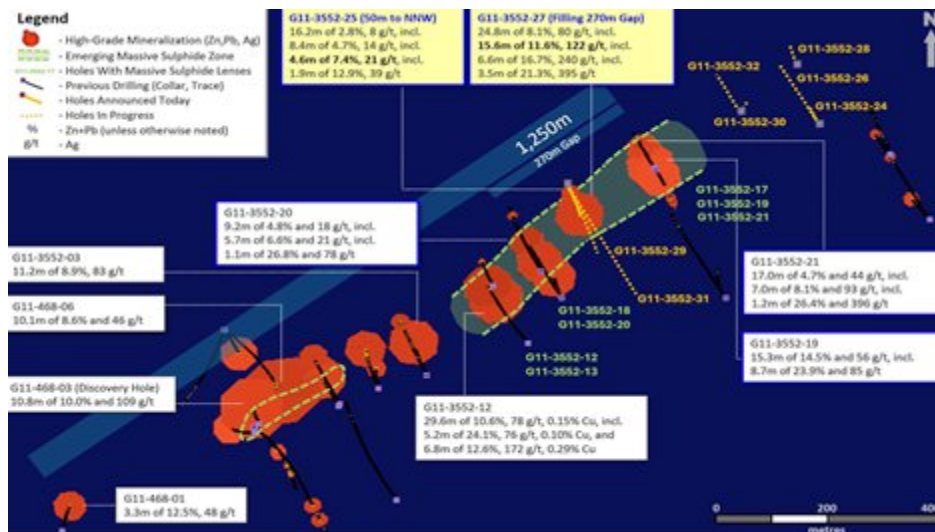 Legend
- High-Grade Mineralization (Zn,Pb, Ag)
- Emerging Massive Sulphide Zone
- Holes With Massive Sulphide Lenses
- Previous Drilling (Collar, Trace)
- Holes Announced Today
- Holes In Progress
% - Zn+Pb (unless otherwise noted)
g/t - Ag
G11-3552-25 (50m to NNW)
16.2m of 2.8%, 8 g/t, incl.
8.4m of 4.7%, 14 g/t, incl.
4.6m of 7.4%, 21 g/t, incl.
1.9m of 12.9%, 39 g/t
G11-3552-27 (Filling 270m Gap)
24.8m of 8.1%, 80 g/t, incl.
15.6m of 11.6%, 122 g/t, incl.
6.6m of 16.7%, 240 g/t, incl.
3.5m of 21.3%, 395 g/t
N
G11-3552-28
G11-3552-32
G11-3552-26
G11-3552-24
G11-3552-30
1,250m
270m Gap
G11-3552-17
G11-3552-19
G11-3552-21
G11-3552-20
9.2m of 4.8% and 18 g/t, incl.
5.7m of 6.6% and 21 g/t, incl.
1.1m of 26.8% and 78 g/t
G11-3552-29
G11-3552-03
11.2m of 8.9%, 83 g/t
G11-3552-21
17.0m of 4.7% and 44 g/t, incl.
7.0m of 8.1% and 93 g/t, incl.
1.2m of 26.4% and 396 g/t
G11-3552-31
G11-468-06
10.1m of 8.6% and 46 g/t
G11-3552-18
G11-3552-20
G11-3552-19
15.3m of 14.5% and 56 g/t, incl.
8.7m of 23.9% and 85 g/t
G11-3552-12
G11-3552-13
G11-468-03 (Discovery Hole)
10.8m of 10.0% and 109 g/t
G11-3552-12
29.6m of 10.6%, 78 g/t, 0.15% Cu, incl.
5.2m of 24.1%, 76 g/t, 0.10% Cu, and
6.8m of 12.6%, 172 g/t, 0.29% Cu
G11-468-01
3.3m of 12.5%, 48 g/t
0 200 400
metres